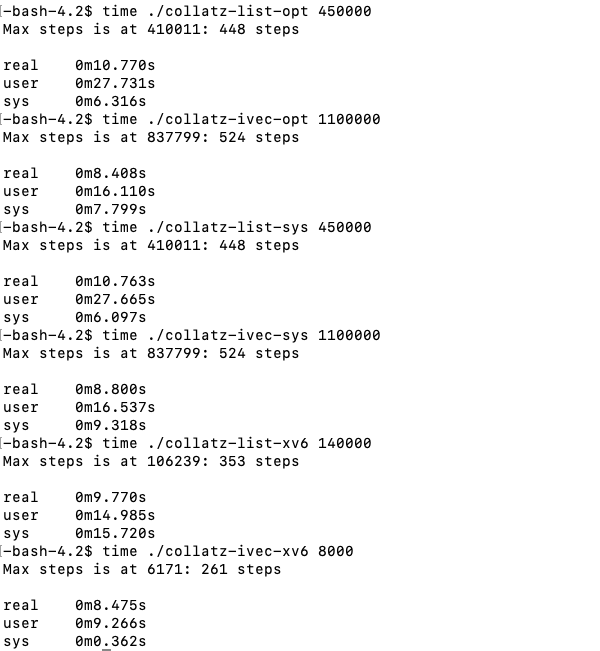 [-bash-4.2$ time ./collatz-list-opt 450000
Max steps is at 410011: 448 steps
real 0m10.770s
user 0m27.731s
sys 0m6.316s
[-bash-4.2$ time ./collatz-ivec-opt 1100000
Max steps is at 837799: 524 steps
real 0m8.408s
user 0m16.110s
sys 0m7.799s
[-bash-4.2$ time ./collatz-list-sys 450000
Max steps is at 410011: 448 steps
real 0m10.763s
user 0m27.665s
sys 0m6.097s
[-bash-4.2$ time ./collatz-ivec-sys 1100000
Max steps is at 837799: 524 steps
real 0m8.800s
user 0m16.537s
sys 0m9.318s
[-bash-4.2$ time ./collatz-list-xv6 140000
Max steps is at 106239: 353 steps
real 0m9.770s
user 0m14.985s
sys 0m15.720s
[-bash-4.2$ time ./collatz-ivec-xv6 8000
Max steps is at 6171: 261 steps
real 0m8.475s
user 0m9.266s
sys 0m0.362s